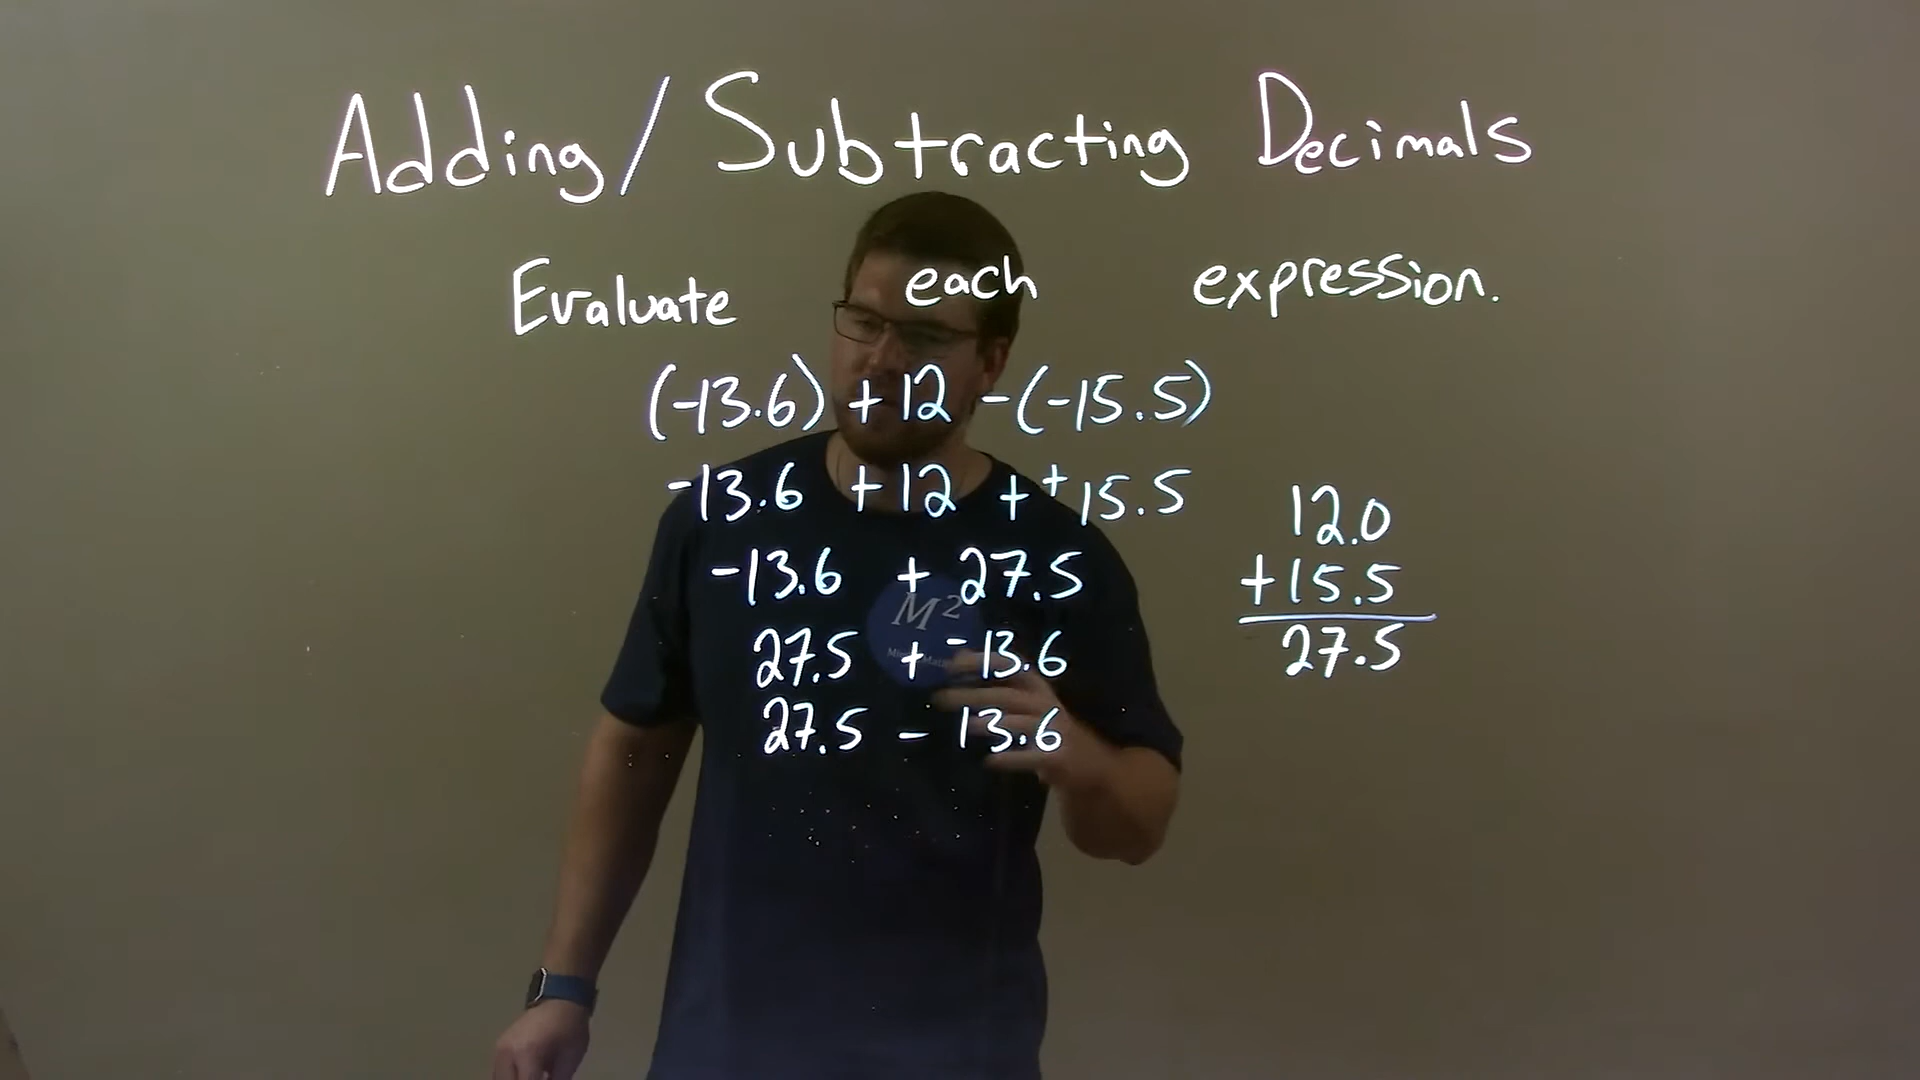 Adding/Subtracting Decimals
Evaluate each expression.
(-13.6) + 12 - (-15.5)
-13.6 + 12 + +15.5
-13.6 + 27.5
27.5 + -13.6
27.5 - 13.6
12.0
+15.5
27.5
M²